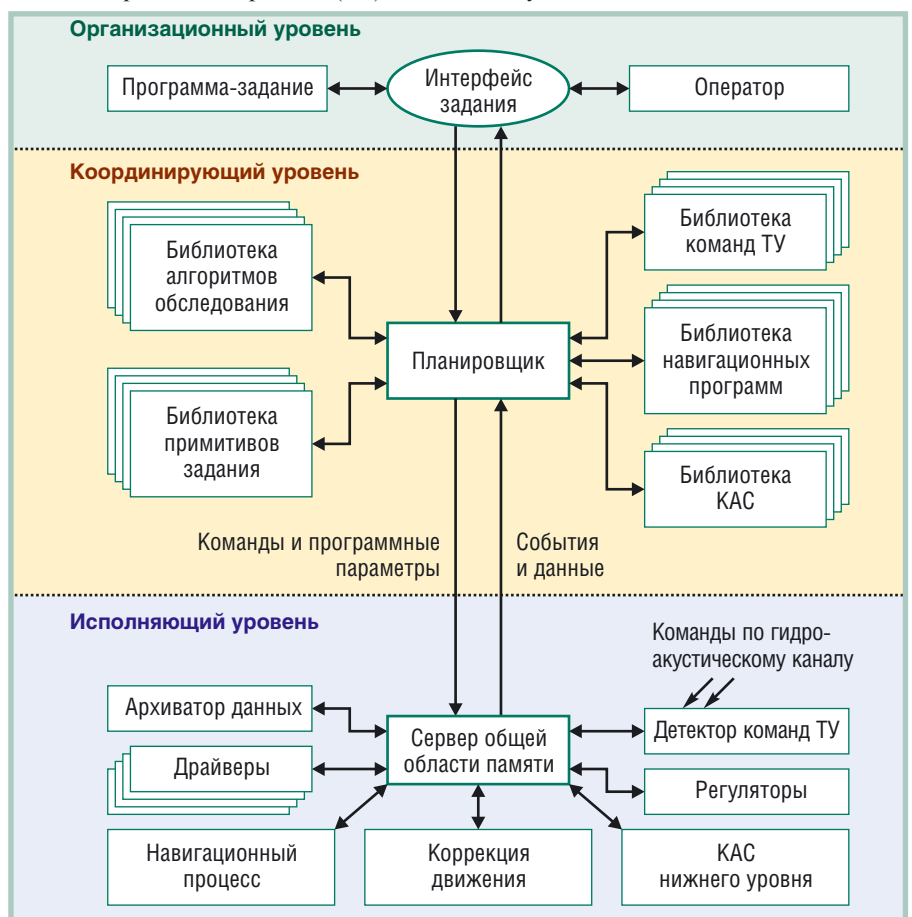 Организационный уровень
Программа-задание
Интерфейс
задания
Оператор
Координирующий уровень
Библиотека
алгоритмов
обследования
Библиотека
команд ТУ
Планировщик
Библиотека
навигационных
программ
Библиотека
примитивов
задания
Библиотека
КАС
Команды и программные
параметры
События
и данные
Исполняющий уровень
Команды по гидро-
акустическому каналу
Архиватор данных
Сервер общей
области памяти
Детектор команд ТУ
Драйверы
Регуляторы
Навигационный
процесс
Коррекция
движения
КАС
нижнего уровня